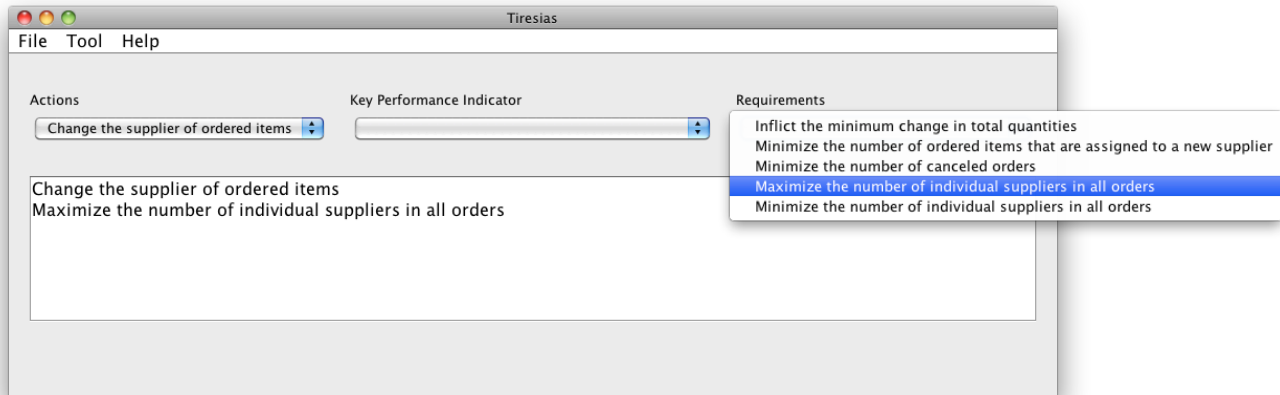 Tiresias
File Tool Help
Actions
Key Performance Indicator
Requirements
Change the supplier of ordered items
Inflict the minimum change in total quantities
Minimize the number of ordered items that are assigned to a new supplier
Minimize the number of canceled orders
Maximize the number of individual suppliers in all orders
Minimize the number of individual suppliers in all orders
Change the supplier of ordered items
Maximize the number of individual suppliers in all orders